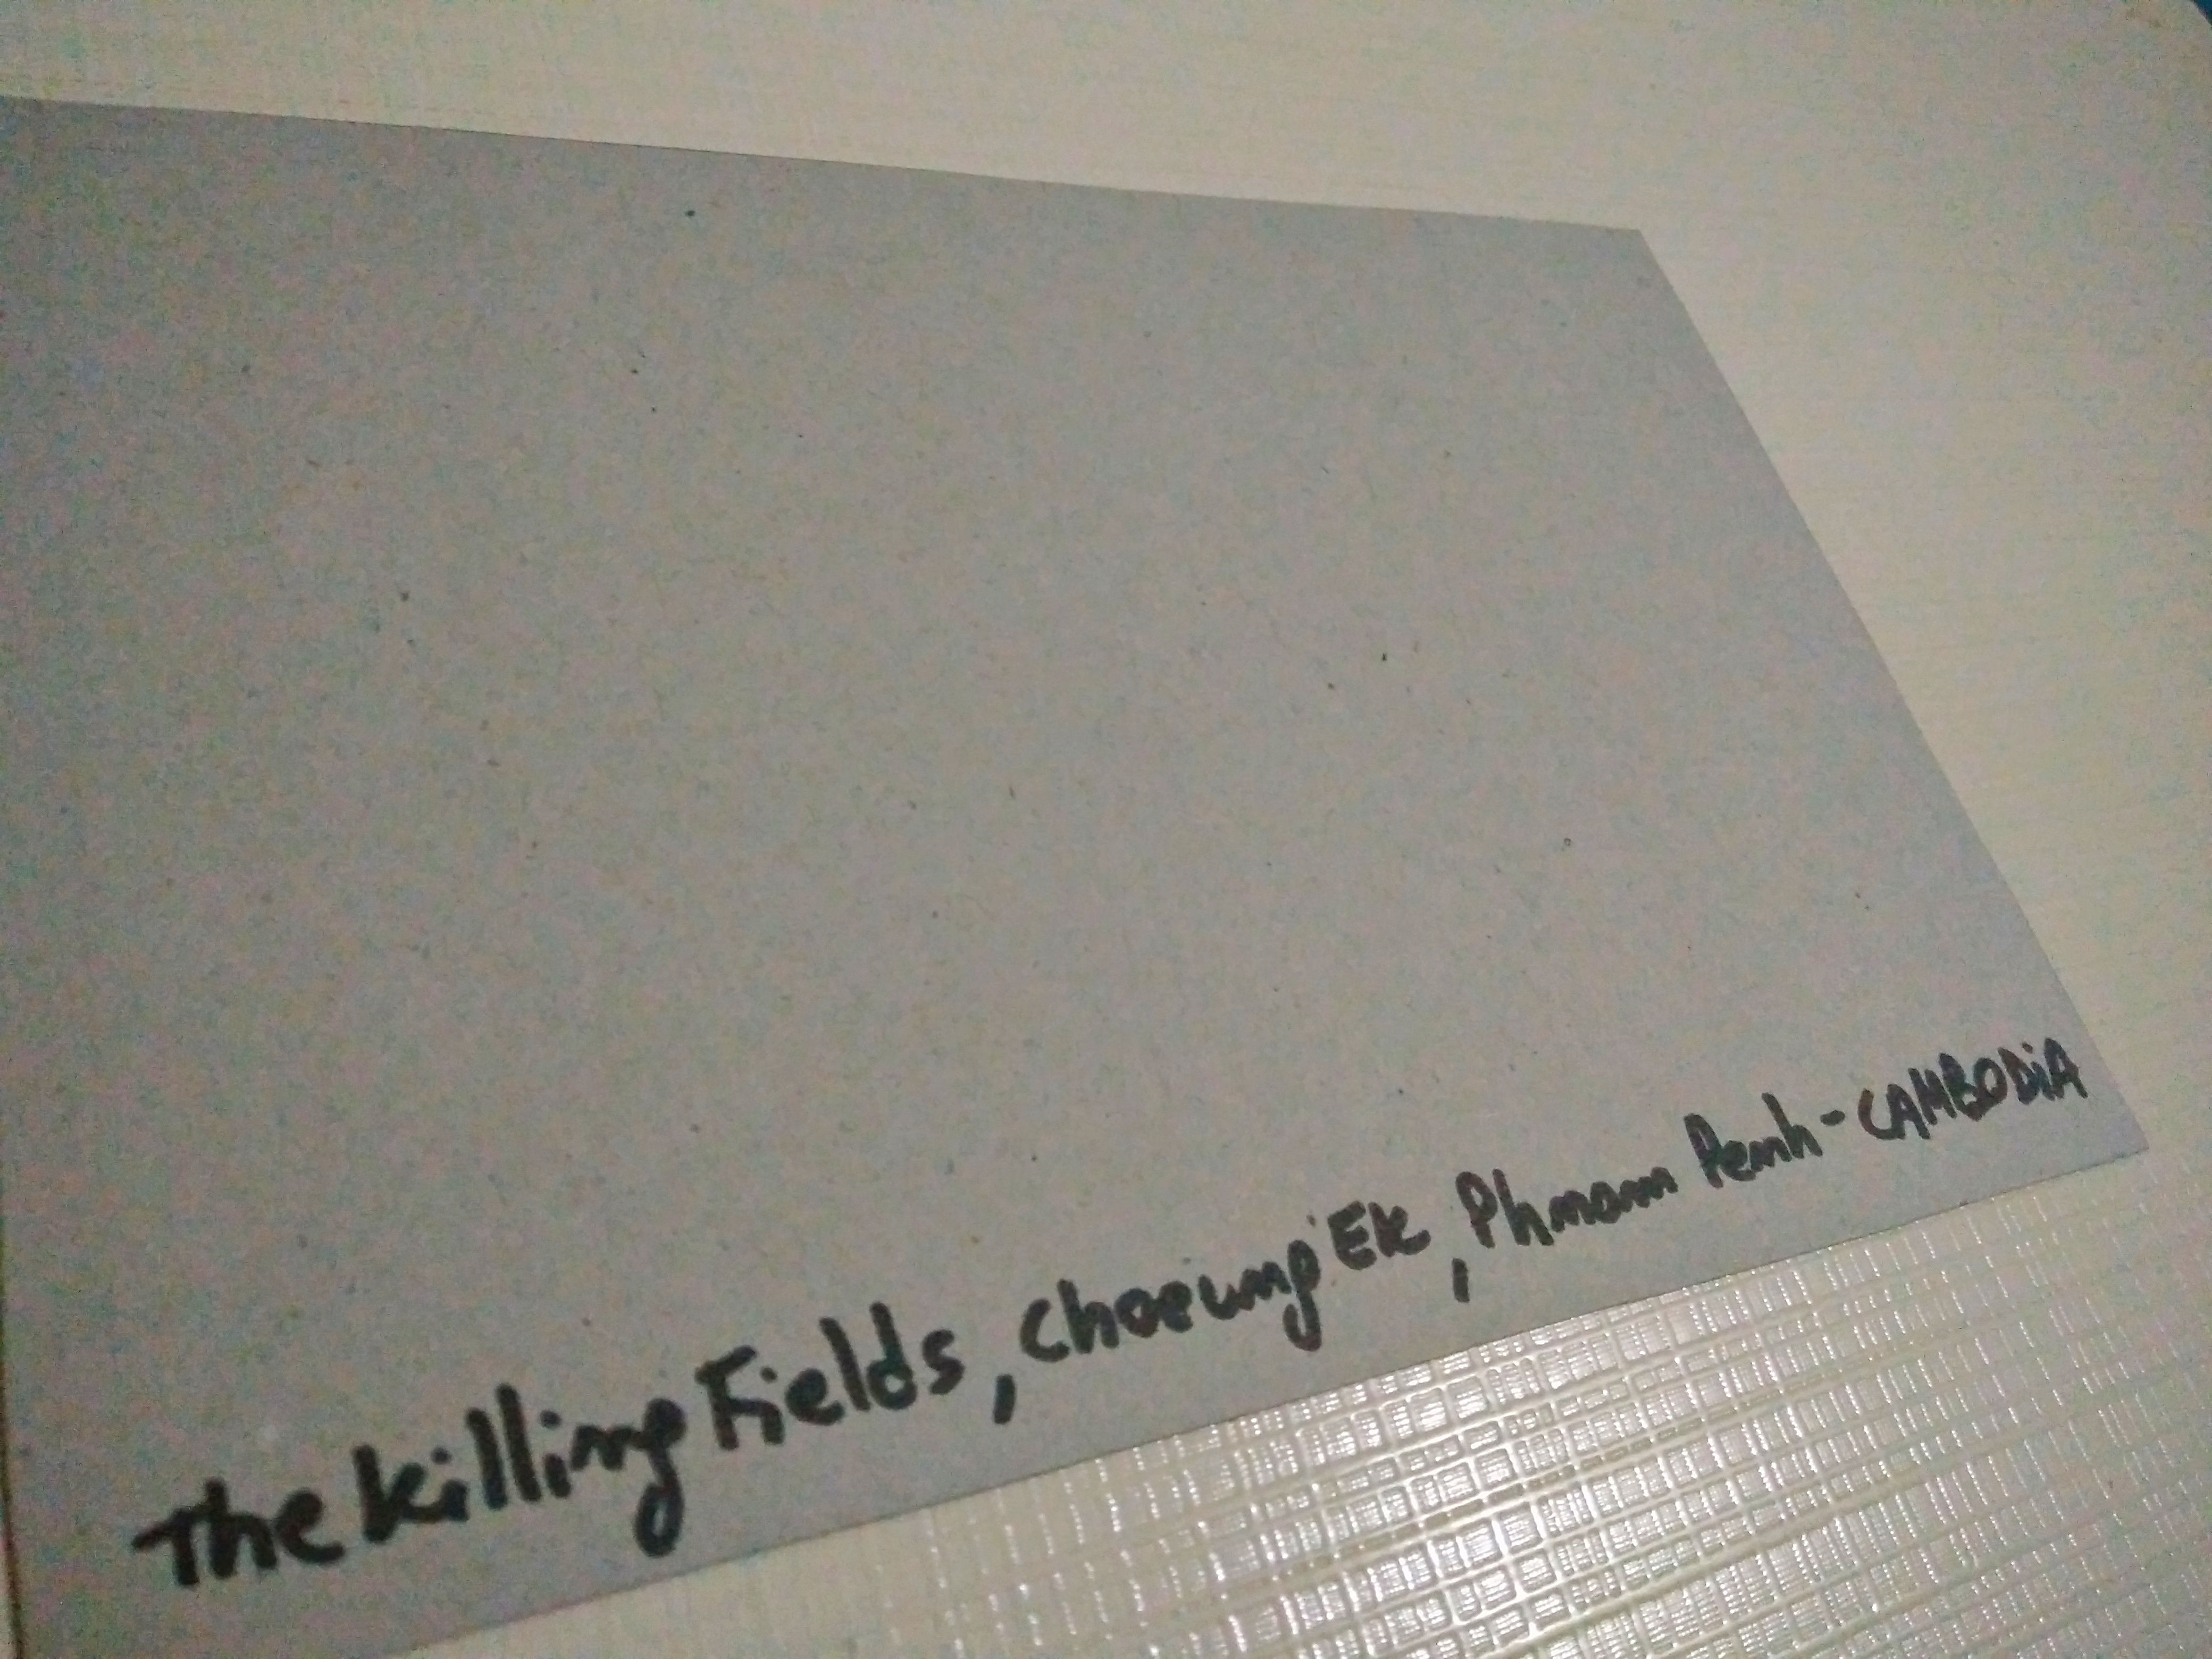 The Killing Fields, Choeung Ek, Phnom Penh - CAMBODiA